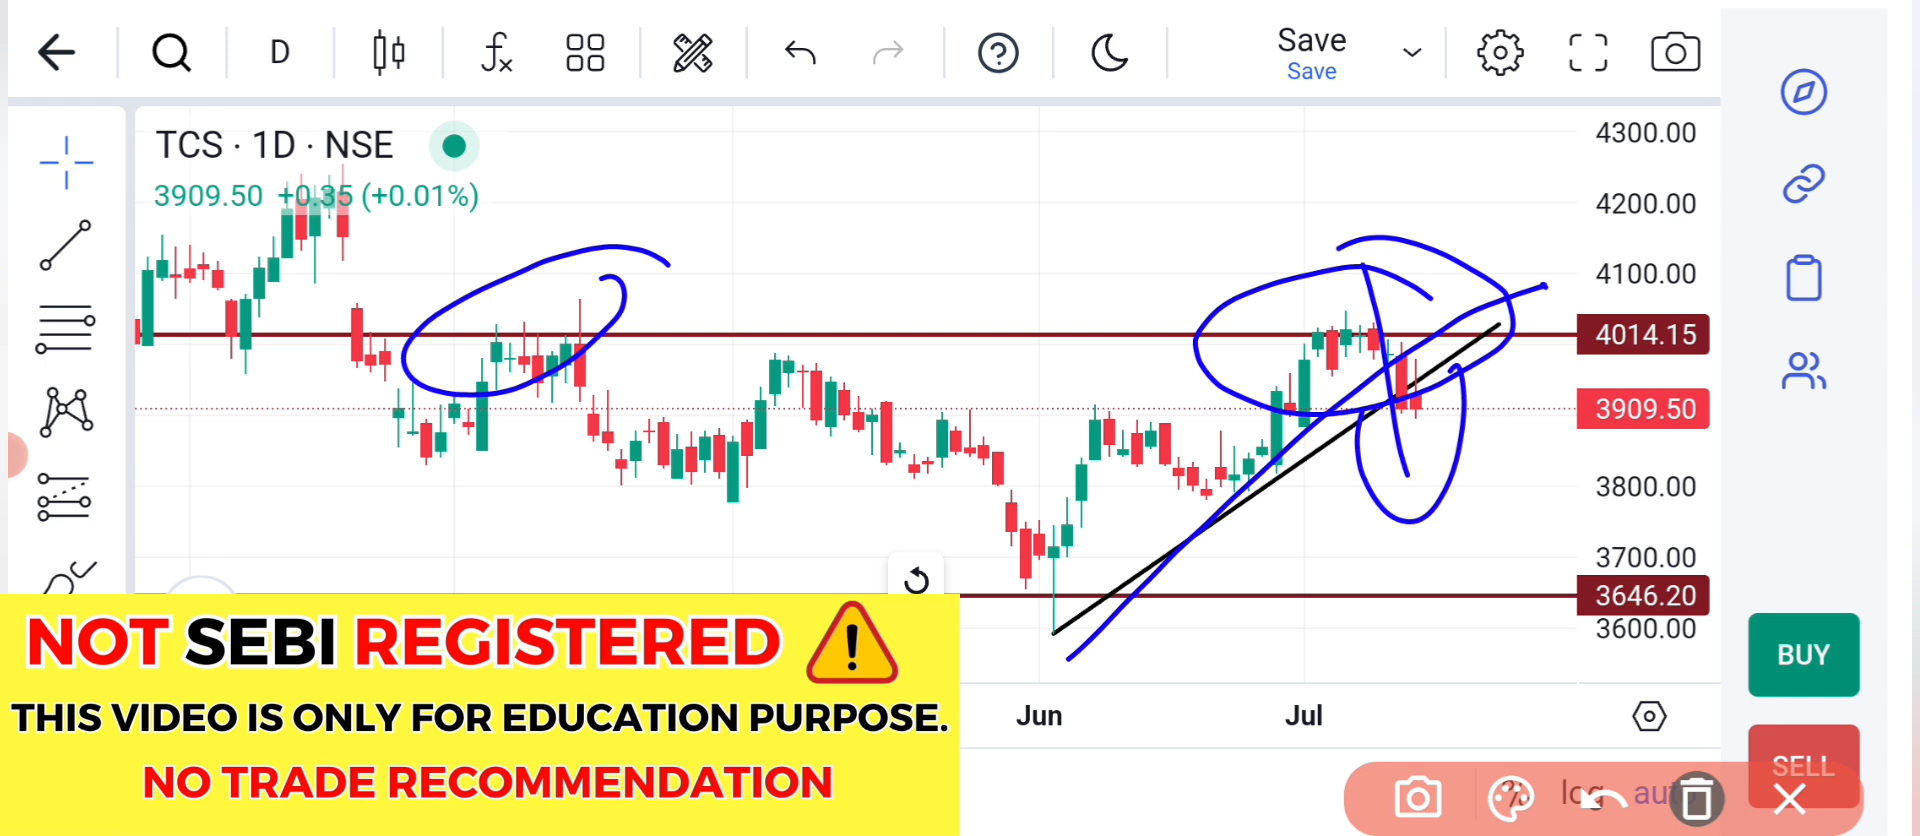 D
Save
Save
TCS · 1D · NSE
3909.50 +0.35 (+0.01%)
4300.00
4200.00
4100.00
4014.15
3909.50
3800.00
3700.00
3646.20
3600.00
NOT SEBI REGISTERED
THIS VIDEO IS ONLY FOR EDUCATION PURPOSE.
NO TRADE RECOMMENDATION
Jun Jul
BUY
SELL
% log